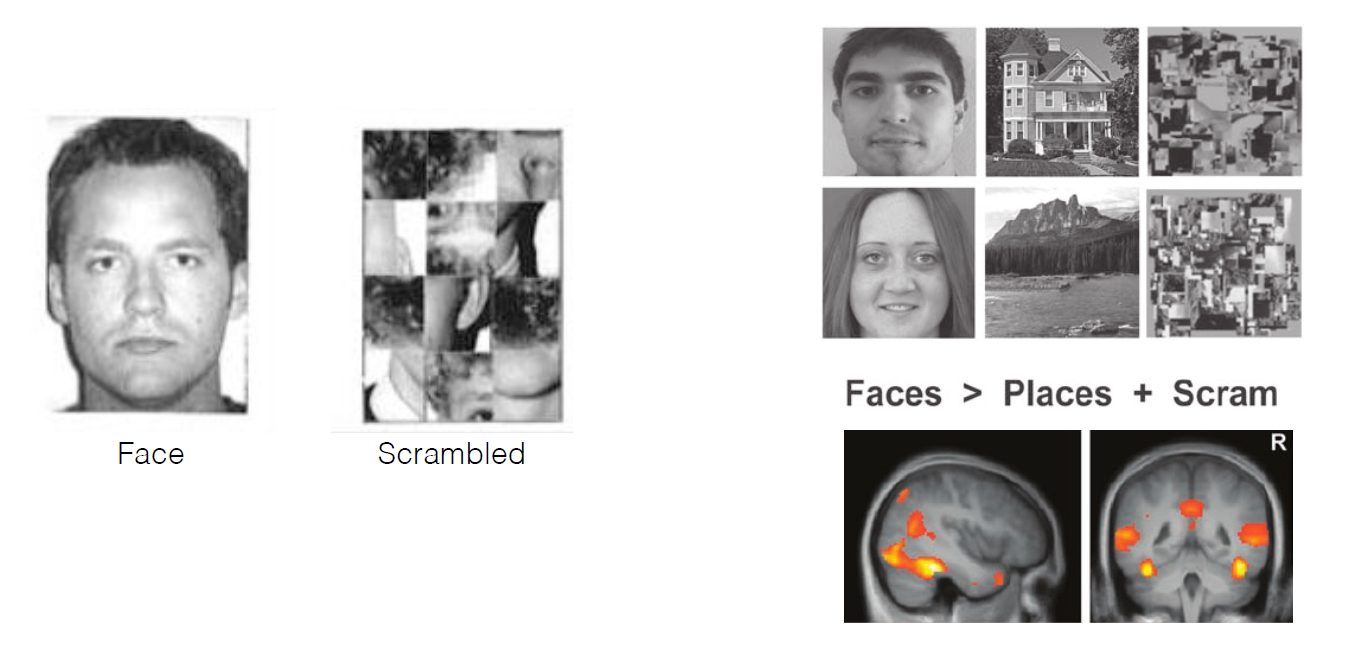 Face
Scrambled
Faces > Places + Scram
R